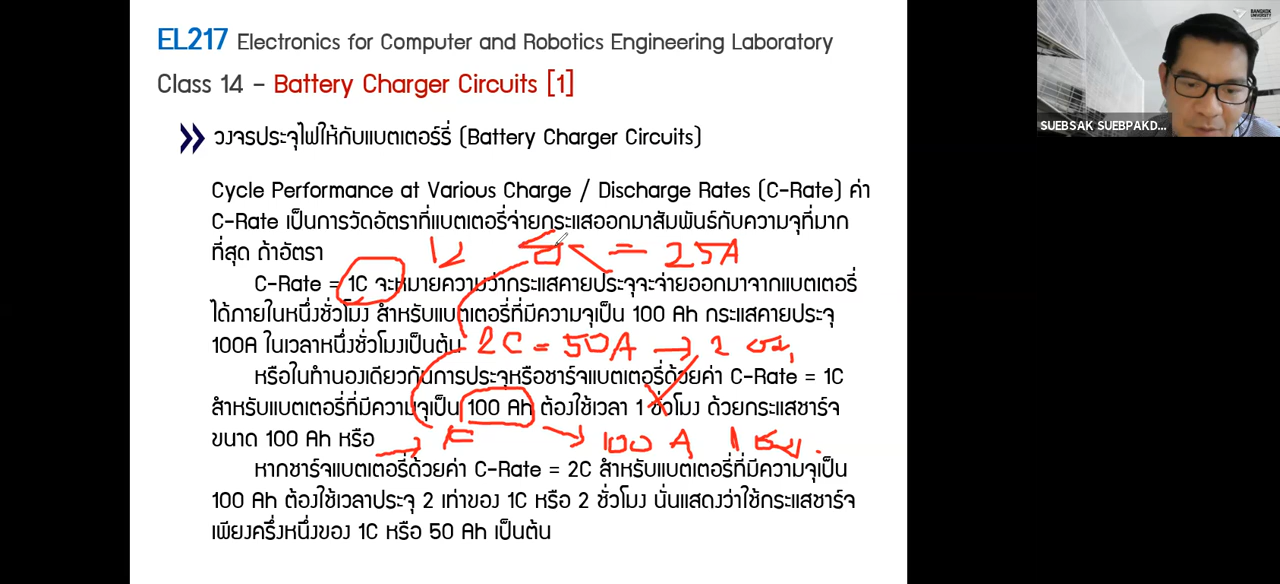 BANGKOK
UNIVERSITY
EL217 Electronics for Computer and Robotics Engineering Laboratory
Class 14 – Battery Charger Circuits [1]
SUEBSAK SUEBPAKD...
วงจรประจุไฟให้กับแบตเตอร์รี่ (Battery Charger Circuits)
Cycle Performance at Various Charge / Discharge Rates (C-Rate) ค่า
C-Rate เป็นการวัดอัตราที่แบตเตอรี่จ่ายกระแสออกมาสัมพันธ์กับความจุที่มาก
ที่สุด ถ้าอัตรา
= 25A
C-Rate = 1C จะหมายความว่ากระแสคายประจุจะจ่ายออกมาจากแบตเตอรี่
ได้ภายในหนึ่งชั่วโมง สำหรับแบตเตอรี่ที่มีความจุเป็น 100 Ah กระแสคายประจุ
100A ในเวลาหนึ่งชั่วโมงเป็นต้น
2C = 50A → 2 ชม,
หรือในทำนองเดียวกันการประจุหรือชาร์จแบตเตอรี่ด้วยค่า C-Rate = 1C
สำหรับแบตเตอรี่ที่มีความจุเป็น 100 Ah ต้องใช้เวลา 1 ชั่วโมง ด้วยกระแสชาร์จ
ขนาด 100 Ah หรือ
→ 100 A 1 ชม.
หากชาร์จแบตเตอรี่ด้วยค่า C-Rate = 2C สำหรับแบตเตอรี่ที่มีความจุเป็น
100 Ah ต้องใช้เวลาประจุ 2 เท่าของ 1C หรือ 2 ชั่วโมง นั่นแสดงว่าใช้กระแสชาร์จ
เพียงครึ่งหนึ่งของ 1C หรือ 50 Ah เป็นต้น